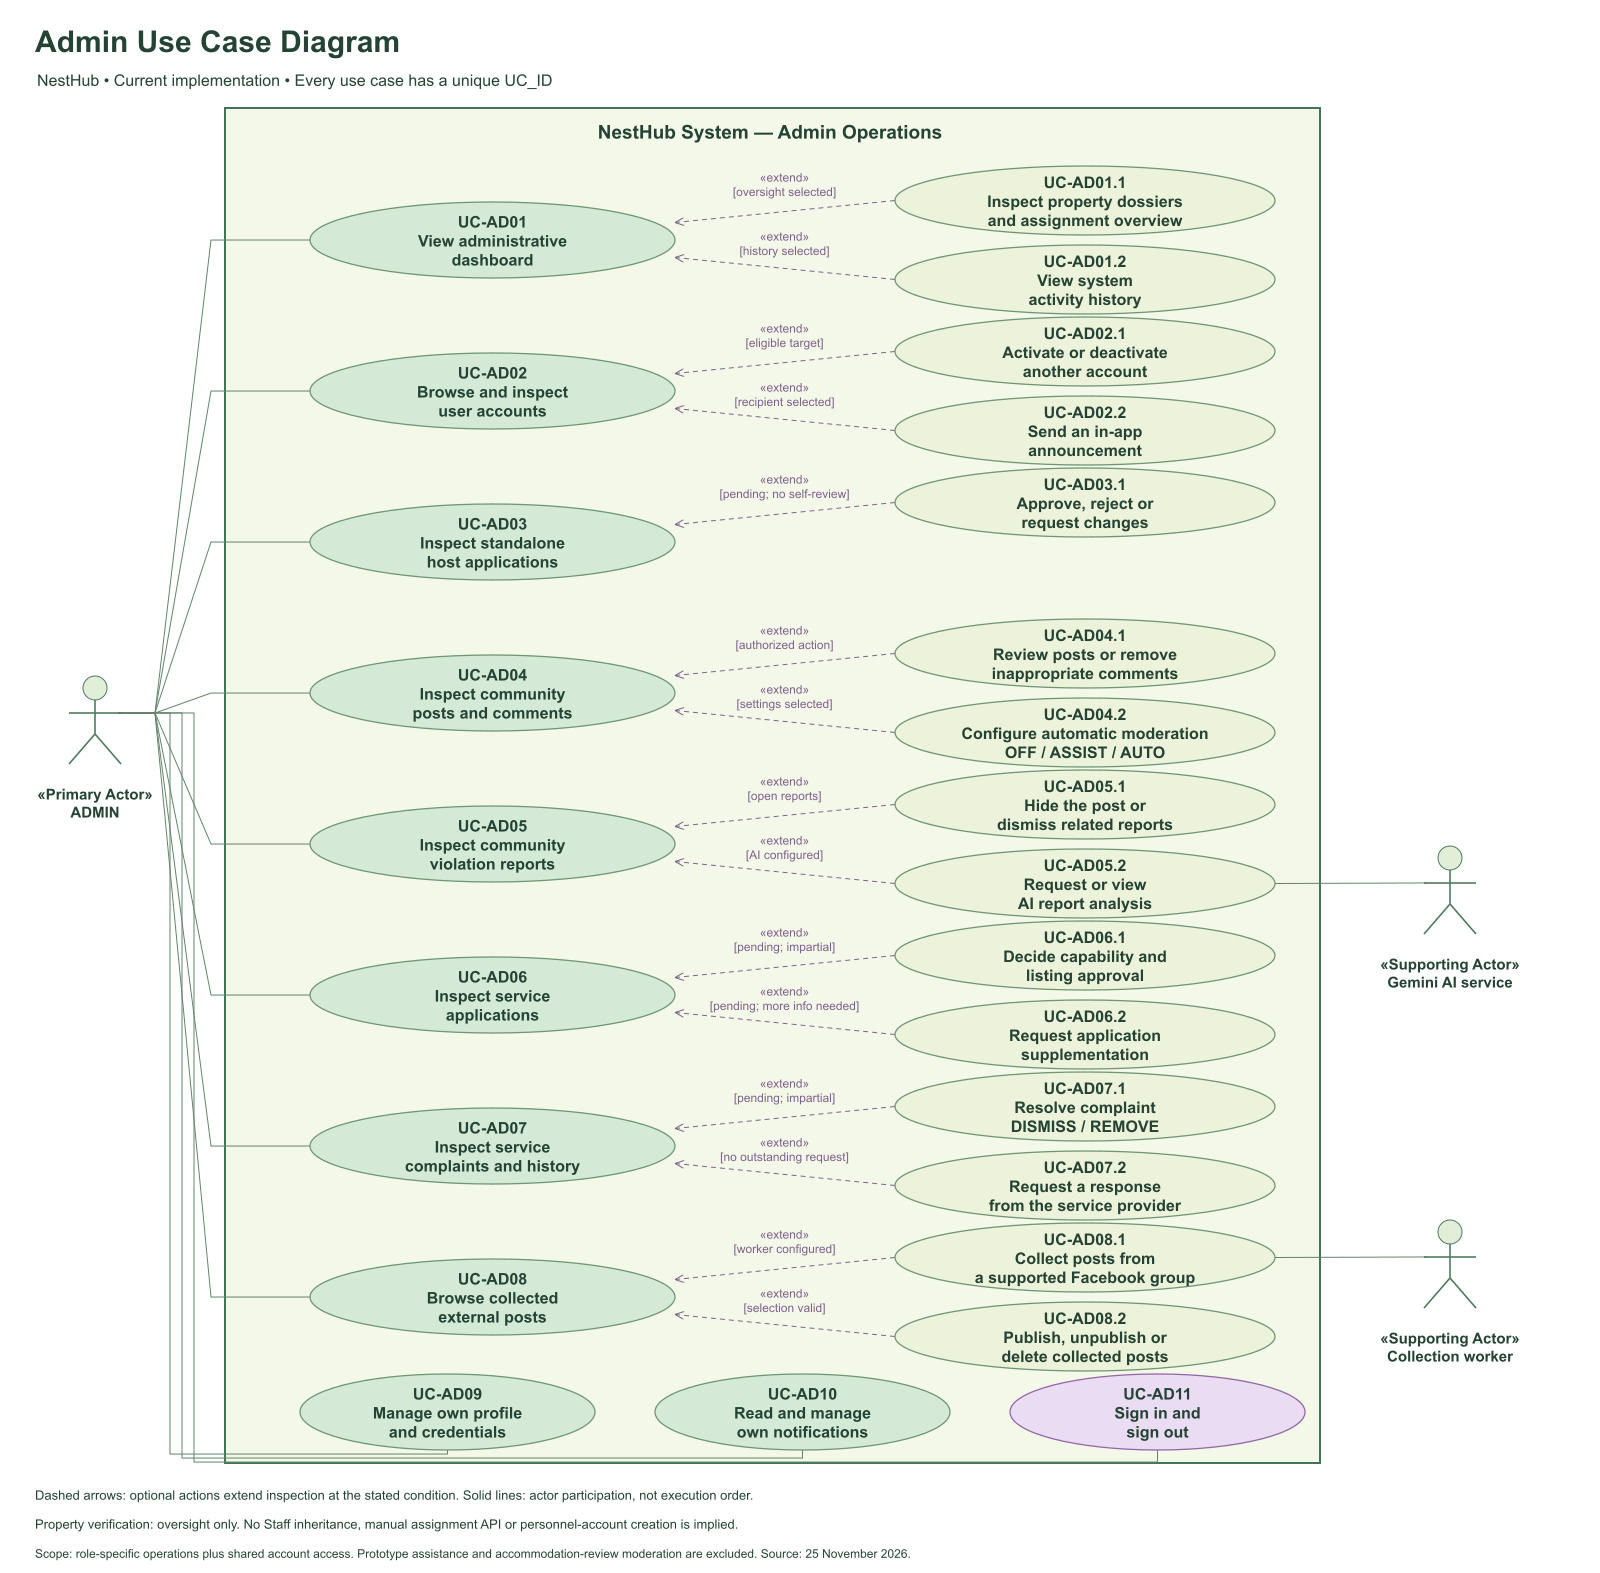 Admin Use Case Diagram
NestHub • Current implementation • Every use case has a unique UC_ID
NestHub System — Admin Operations
UC-AD01
View administrative
dashboard
«extend»
[oversight selected]
UC-AD01.1
Inspect property dossiers
and assignment overview
«extend»
[history selected]
UC-AD01.2
View system
activity history
UC-AD02
Browse and inspect
user accounts
«extend»
[eligible target]
UC-AD02.1
Activate or deactivate
another account
«extend»
[recipient selected]
UC-AD02.2
Send an in-app
announcement
UC-AD03
Inspect standalone
host applications
«extend»
[pending; no self-review]
UC-AD03.1
Approve, reject or
request changes
UC-AD04
Inspect community
posts and comments
«extend»
[authorized action]
UC-AD04.1
Review posts or remove
inappropriate comments
«extend»
[settings selected]
UC-AD04.2
Configure automatic moderation
OFF / ASSIST / AUTO
«Primary Actor»
ADMIN
UC-AD05
Inspect community
violation reports
«extend»
[open reports]
UC-AD05.1
Hide the post or
dismiss related reports
«extend»
[AI configured]
UC-AD05.2
Request or view
AI report analysis
«Supporting Actor»
Gemini AI service
UC-AD06
Inspect service
applications
«extend»
[pending; impartial]
UC-AD06.1
Decide capability and
listing approval
«extend»
[pending; more info needed]
UC-AD06.2
Request application
supplementation
UC-AD07
Inspect service
complaints and history
«extend»
[pending; impartial]
UC-AD07.1
Resolve complaint
DISMISS / REMOVE
«extend»
[no outstanding request]
UC-AD07.2
Request a response
from the service provider
UC-AD08
Browse collected
external posts
«extend»
[worker configured]
UC-AD08.1
Collect posts from
a supported Facebook group
«extend»
[selection valid]
UC-AD08.2
Publish, unpublish or
delete collected posts
«Supporting Actor»
Collection worker
UC-AD09
Manage own profile
and credentials
UC-AD10
Read and manage
own notifications
UC-AD11
Sign in and
sign out
Dashed arrows: optional actions extend inspection at the stated condition. Solid lines: actor participation, not execution order.
Property verification: oversight only. No Staff inheritance, manual assignment API or personnel-account creation is implied.
Scope: role-specific operations plus shared account access. Prototype assistance and accommodation-review moderation are excluded. Source: 25 November 2026.